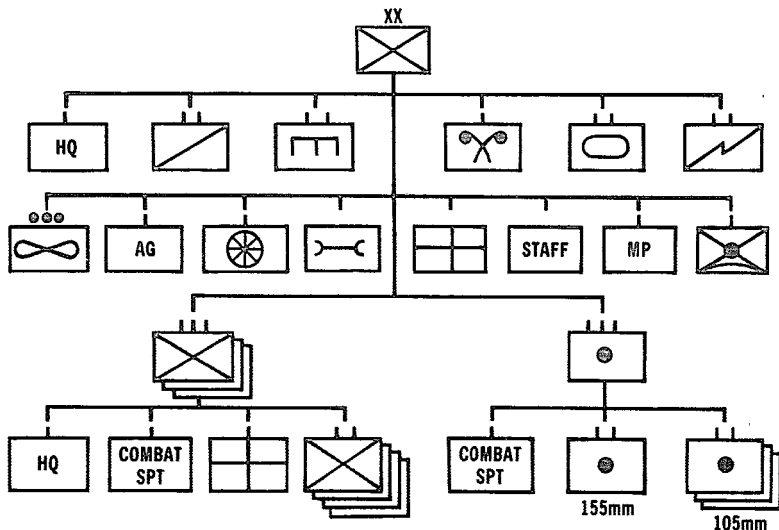 XX
HQ
AG
STAFF
MP
HQ
COMBAT
SPT
COMBAT
SPT
155mm
105mm